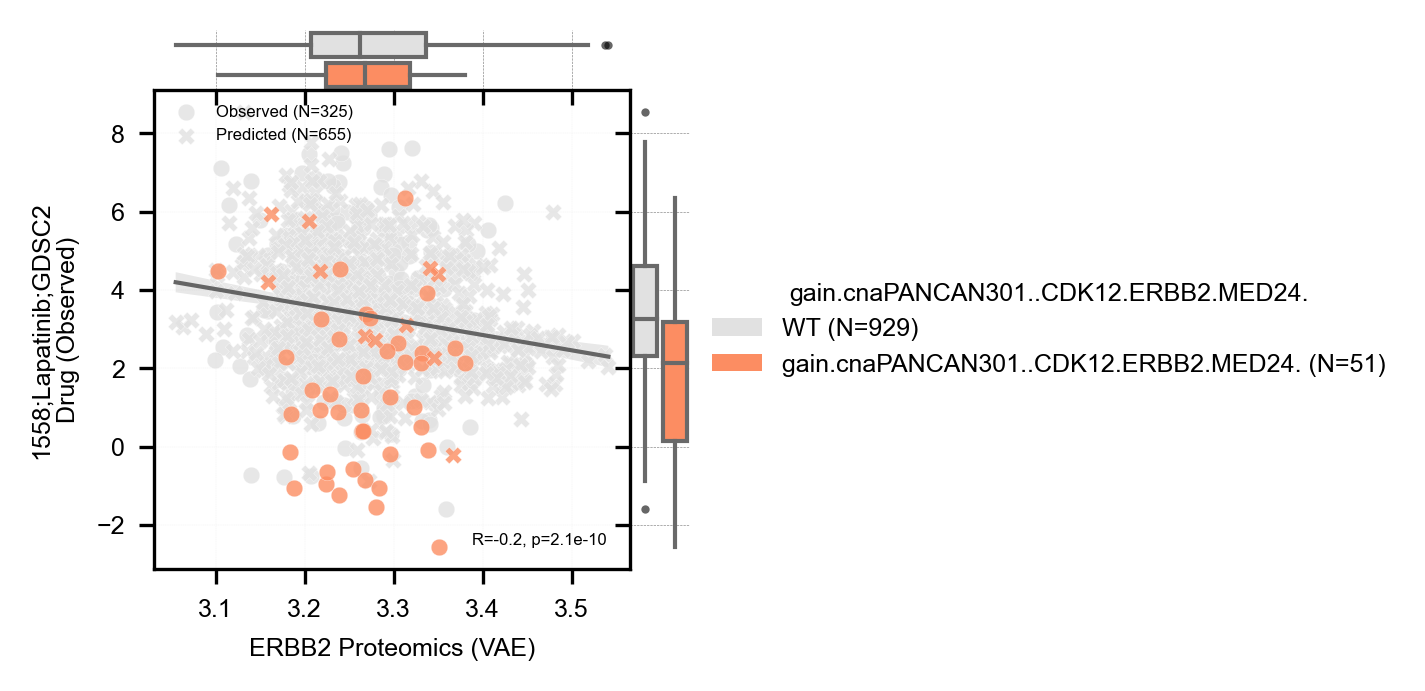 Observed (N=325)
Predicted (N=655)
8
6
4
2
0
−2
1558;Lapatinib;GDSC2
Drug (Observed)
R=-0.2, p=2.1e-10
3.1 3.2 3.3 3.4 3.5
ERBB2 Proteomics (VAE)
gain.cnaPANCAN301..CDK12.ERBB2.MED24.
WT (N=929)
gain.cnaPANCAN301..CDK12.ERBB2.MED24. (N=51)